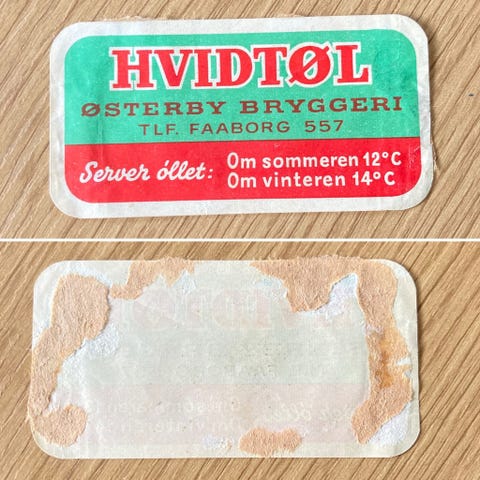 HVIDTØL
ØSTERBY BRYGGERI
TLF. FAABORG 557
Server øllet: Om sommeren 12°C
Om vinteren 14°C